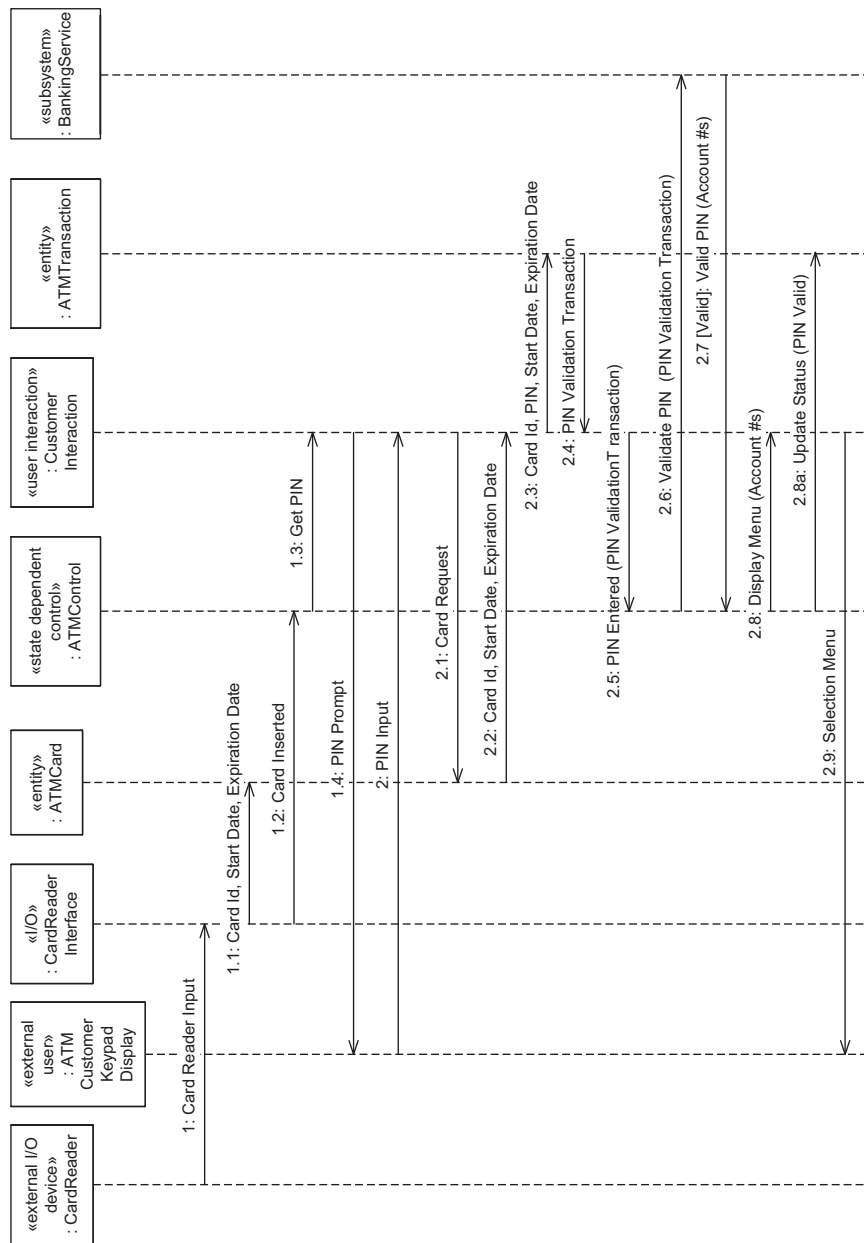 «external I/O
device»
: CardReader
«external
user»
: ATM
Customer
Keypad
Display
«I/O»
: CardReader
Interface
«entity»
: ATMCard
«state dependent
control»
: ATMControl
«user interaction»
: Customer
Interaction
«entity»
: ATMTransaction
«subsystem»
: BankingService
1: Card Reader Input
1.1: Card Id, Start Date, Expiration Date
1.2: Card Inserted
1.3: Get PIN
1.4: PIN Prompt
2: PIN Input
2.1: Card Request
2.2: Card Id, Start Date, Expiration Date
2.3: Card Id, PIN, Start Date, Expiration Date
2.4: PIN Validation Transaction
2.5: PIN Entered (PIN ValidationT ransaction)
2.6: Validate PIN (PIN Validation Transaction)
2.7 [Valid]: Valid PIN (Account #s)
2.8: Display Menu (Account #s)
2.8a: Update Status (PIN Valid)
2.9: Selection Menu